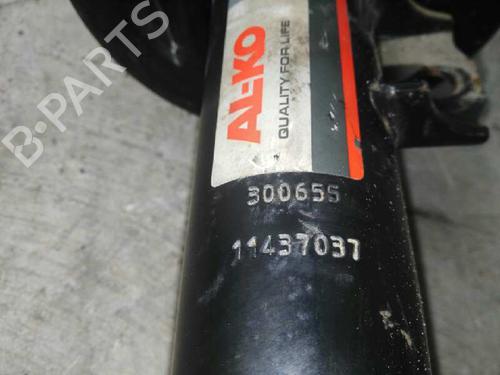 AL-KO
QUALITY FOR LIFE
300655
11437037
B-PARTS